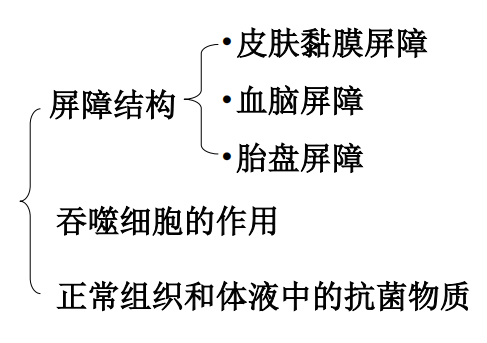 •皮肤黏膜屏障
屏障结构
•血脑屏障
•胎盘屏障
吞噬细胞的作用
正常组织和体液中的抗菌物质